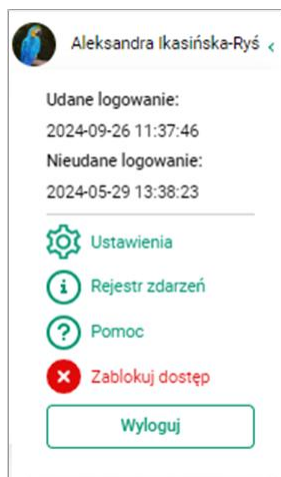 Aleksandra Ikasińska-Ryś
Udane logowanie:
2024-09-26 11:37:46
Nieudane logowanie:
2024-05-29 13:38:23
Ustawienia
Rejestr zdarzeń
Pomoc
Zablokuj dostęp
Wyloguj